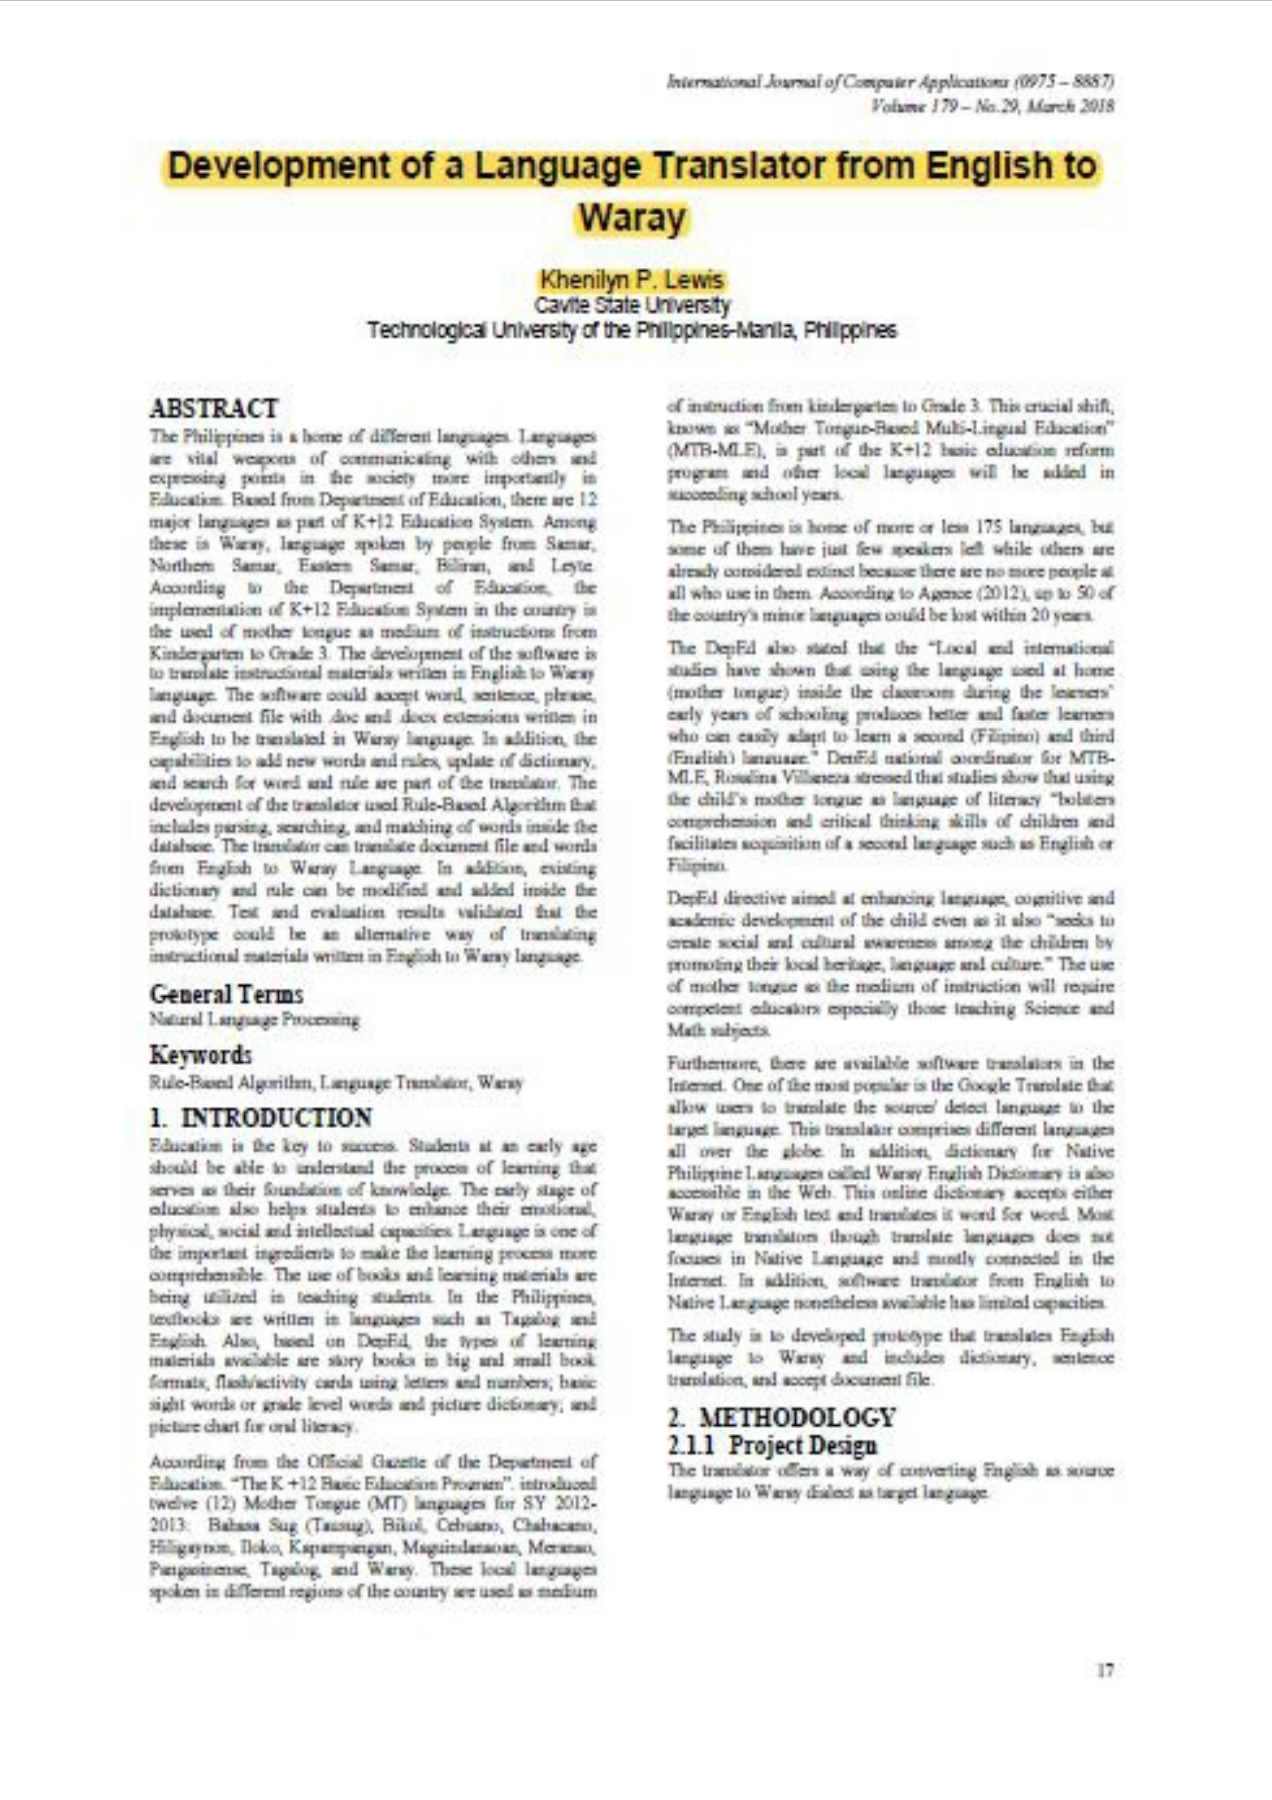 International Journal of Computer Applications (0975 – 8887)
Volume 179 – No.29, March 2018
Development of a Language Translator from English to
Waray
Khenilyn P. Lewis
Cavite State University
Technological University of the Philippines-Manila, Philippines
ABSTRACT
The Philippines is a home of different languages. Languages
are vital weapons of communicating with others and
expressing points in the society more importantly in
Education. Based from Department of Education, there are 12
major languages as part of K+12 Education System. Among
these is Waray, language spoken by people from Samar,
Northern Samar, Eastern Samar, Biliran, and Leyte.
According to the Department of Education, the
implementation of K+12 Education System in the country is
the used of mother tongue as medium of instructions from
Kindergarten to Grade 3. The development of the software is
to translate instructional materials written in English to Waray
language. The software could accept word, sentence, phrase,
and document file with .doc and .docx extensions written in
English to be translated in Waray language. In addition, the
capabilities to add new words and rules, update of dictionary,
and search for word and rule are part of the translator. The
development of the translator used Rule-Based Algorithm that
includes parsing, searching, and matching of words inside the
database. The translator can translate document file and words
from English to Waray Language. In addition, existing
dictionary and rule can be modified and added inside the
database. Test and evaluation results validated that the
prototype could be an alternative way of translating
instructional materials written in English to Waray language.
General Terms
Natural Language Processing
Keywords
Rule-Based Algorithm, Language Translator, Waray
1. INTRODUCTION
Education is the key to success. Students at an early age
should be able to understand the process of learning that
serves as their foundation of knowledge. The early stage of
education also helps students to enhance their emotional,
physical, social and intellectual capacities. Language is one of
the important ingredients to make the learning process more
comprehensible. The use of books and learning materials are
being utilized in teaching students. In the Philippines,
textbooks are written in languages such as Tagalog and
English. Also, based on DepEd, the types of learning
materials available are story books in big and small book
formats; flash/activity cards using letters and numbers; basic
sight words or grade level words and picture dictionary; and
picture chart for oral literacy.
According from the Official Gazette of the Department of
Education. “The K +12 Basic Education Program”. introduced
twelve (12) Mother Tongue (MT) languages for SY 2012-
2013: Bahasa Sug (Tausug), Bikol, Cebuano, Chabacano,
Hiligaynon, Iloko, Kapampangan, Maguindanaoan, Meranao,
Pangasinense, Tagalog, and Waray. These local languages
spoken in different regions of the country are used as medium
of instruction from kindergarten to Grade 3. This crucial shift,
known as “Mother Tongue-Based Multi-Lingual Education”
(MTB-MLE), is part of the K+12 basic education reform
program and other local languages will be added in
succeeding school years.
The Philippines is home of more or less 175 languages, but
some of them have just few speakers left while others are
already considered extinct because there are no more people at
all who use in them. According to Agence (2012), up to 50 of
the country's minor languages could be lost within 20 years.
The DepEd also stated that the “Local and international
studies have shown that using the language used at home
(mother tongue) inside the classroom during the learners’
early years of schooling produces better and faster learners
who can easily adapt to learn a second (Filipino) and third
(English) language.” DepEd national coordinator for MTB-
MLE, Rosalina Villaneza stressed that studies show that using
the child’s mother tongue as language of literacy “bolsters
comprehension and critical thinking skills of children and
facilitates acquisition of a second language such as English or
Filipino.
DepEd directive aimed at enhancing language, cognitive and
academic development of the child even as it also “seeks to
create social and cultural awareness among the children by
promoting their local heritage, language and culture.” The use
of mother tongue as the medium of instruction will require
competent educators especially those teaching Science and
Math subjects.
Furthermore, there are available software translators in the
Internet. One of the most popular is the Google Translate that
allow users to translate the source/ detect language to the
target language. This translator comprises different languages
all over the globe. In addition, dictionary for Native
Philippine Languages called Waray English Dictionary is also
accessible in the Web. This online dictionary accepts either
Waray or English text and translates it word for word. Most
language translators though translate languages does not
focuses in Native Language and mostly connected in the
Internet. In addition, software translator from English to
Native Language nonetheless available has limited capacities.
The study is to developed prototype that translates English
language to Waray and includes dictionary, sentence
translation, and accept document file.
2. METHODOLOGY
2.1.1 Project Design
The translator offers a way of converting English as source
language to Waray dialect as target language.
17